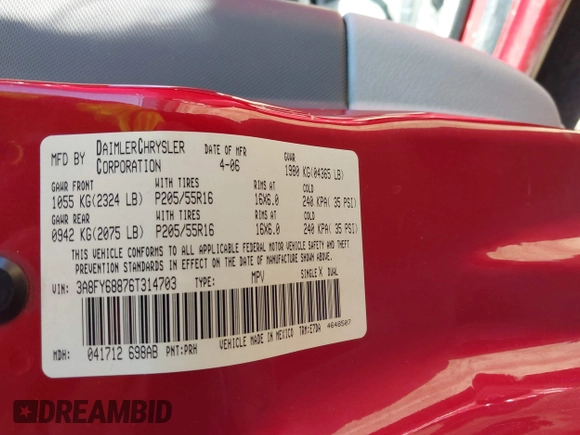 MFD BY DAIMLERCHRYSLER CORPORATION DATE OF MFR 4-06 GVWR 1980 KG(04365 LB)
GAWR FRONT WITH TIRES RIMS AT COLD
1055 KG(2324 LB) P205/55R16 16X6.0 240 KPA( 35 PSI)
GAWR REAR WITH TIRES RIMS AT COLD
0942 KG(2075 LB) P205/55R16 16X6.0 240 KPA( 35 PSI)
THIS VEHICLE CONFORMS TO ALL APPLICABLE FEDERAL MOTOR VEHICLE SAFETY AND THEFT
PREVENTION STANDARDS IN EFFECT ON THE DATE OF MANUFACTURE SHOWN ABOVE.
VIN: 3A8FY68876T314703 TYPE: MPV SINGLE X DUAL
MDH: 041712 698AB PNT:PRH VEHICLE MADE IN MEXICO TRM:E7DA 4648507
DREAMBID